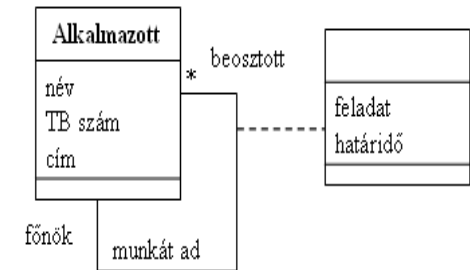 Alkalmazott
név
TB szám
cím
*
beosztott
feladat
határidő
főnök
munkát ad